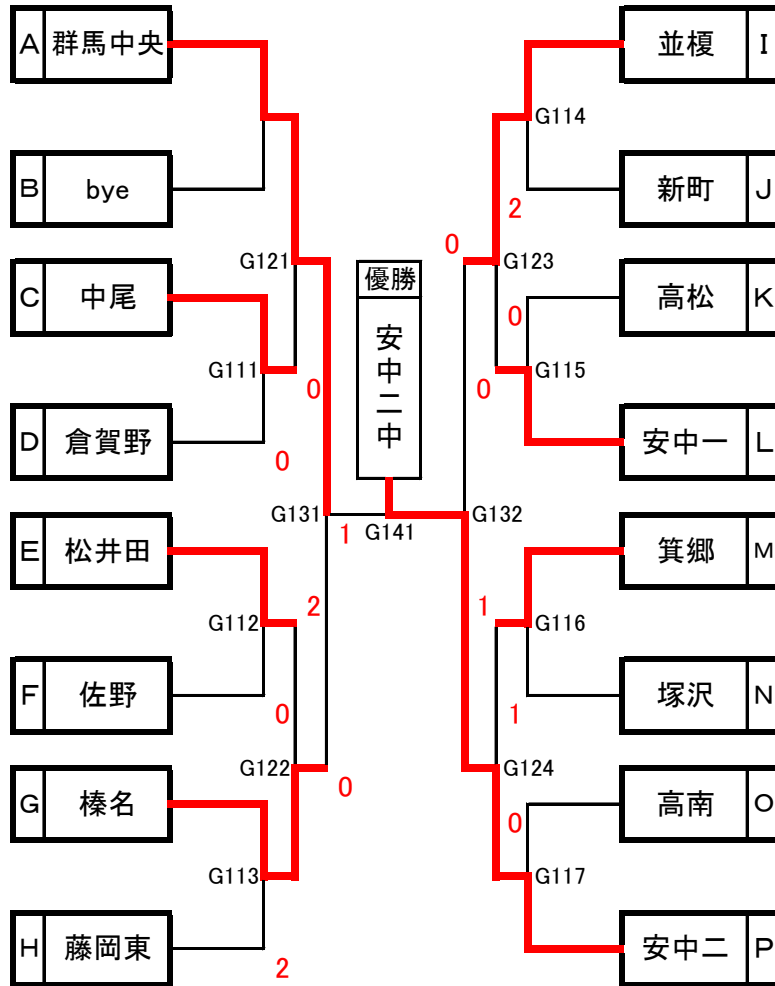 A 群馬中央
B bye
C 中尾
D 倉賀野
E 松井田
F 佐野
G 榛名
H 藤岡東
G121
G111
0
0
G131
1
G112
2
0
G122
0
G113
2
優勝
安中二中
G141
並榎 I
新町 J
高松 K
安中一 L
箕郷 M
塚沢 N
高南 O
安中二 P
G114
2
0
G123
0
G115
0
G132
1
G116
1
G124
0
G117